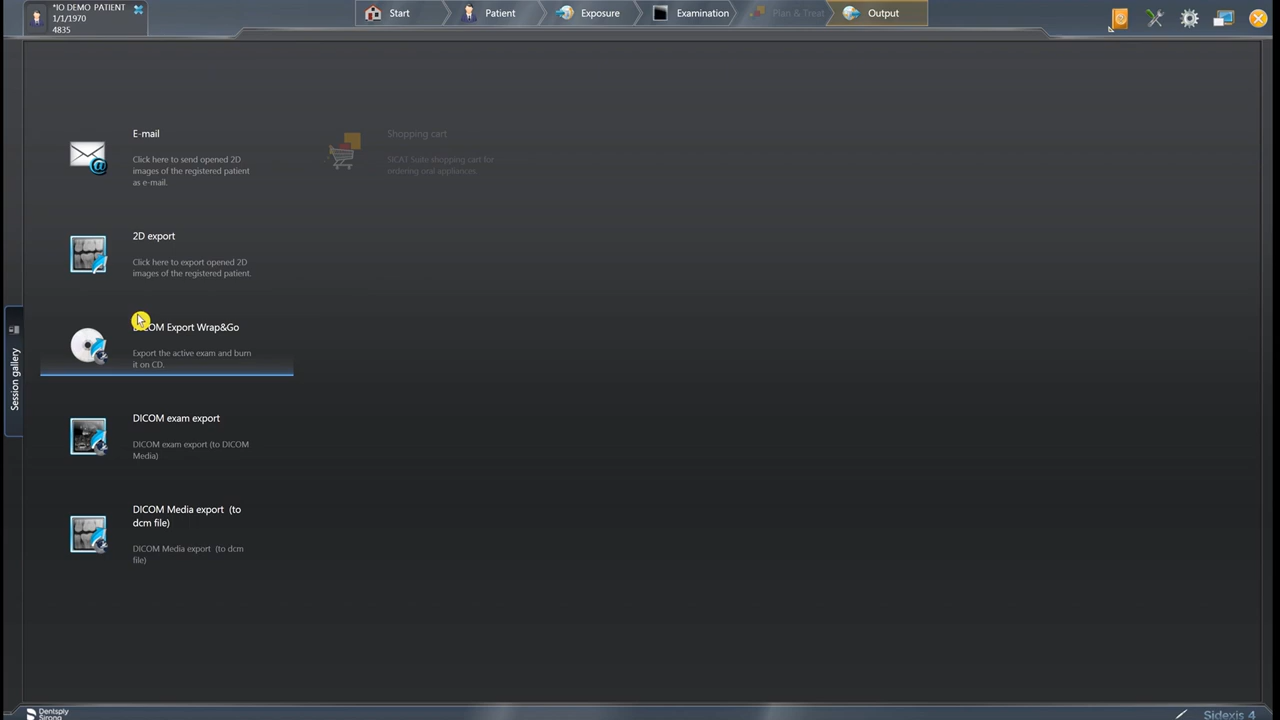 *IO DEMO PATIENT
1/1/1970
4835
Start
Patient
Exposure
Examination
Plan & Treat
Output
E-mail
Click here to send opened 2D
images of the registered patient
as e-mail.
Shopping cart
SICAT Suite shopping cart for
ordering oral appliances.
2D export
Click here to export opened 2D
images of the registered patient.
DICOM Export Wrap&Go
Export the active exam and burn
it on CD.
Session gallery
DICOM exam export
DICOM exam export (to DICOM
Media)
DICOM Media export (to
dcm file)
DICOM Media export (to dcm
file)
Dentsply
Sirona
Sidexis 4